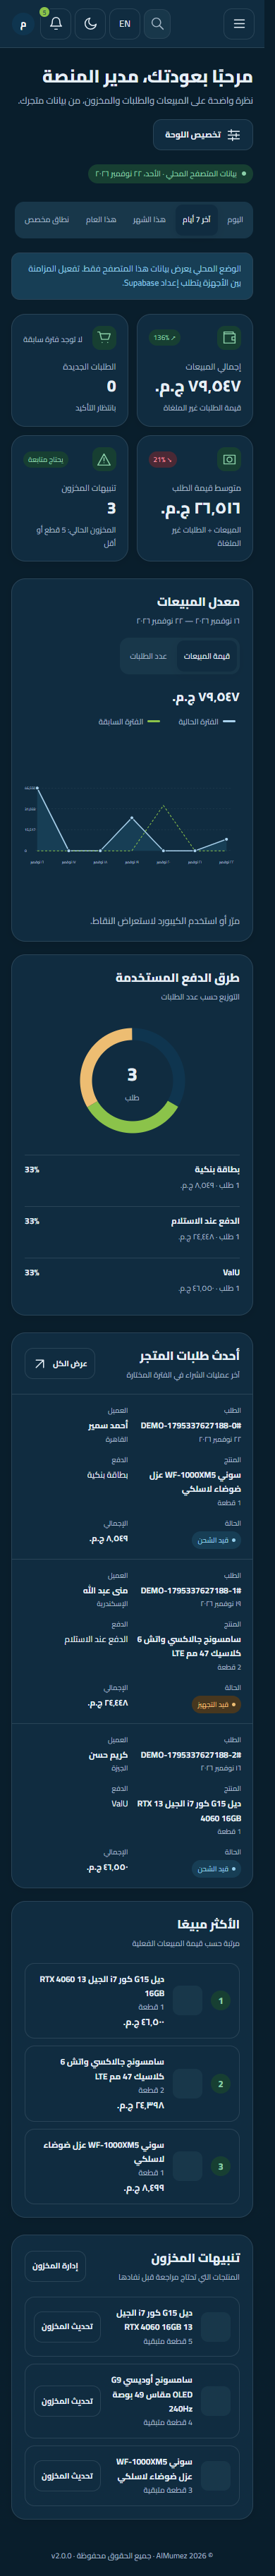 م
5
EN
مرحبًا بعودتك، مدير المنصة
نظرة واضحة على المبيعات والطلبات والمخزون، من بيانات متجرك.
تخصيص اللوحة
بيانات المتصفح المحلي · الأحد، ٢٢ نوفمبر ٢٠٢٦
اليوم
آخر 7 أيام
هذا الشهر
هذا العام
نطاق مخصص
الوضع المحلي يعرض بيانات هذا المتصفح فقط. تفعيل المزامنة
بين الأجهزة يتطلب إعداد Supabase.
136%
إجمالي المبيعات
٧٩,٥٤٧ ج.م.
قيمة الطلبات غير الملغاة
لا توجد فترة سابقة
الطلبات الجديدة
0
بانتظار التأكيد
21%
متوسط قيمة الطلب
٢٦,٥١٦ ج.م.
المبيعات ÷ الطلبات غير
الملغاة
يحتاج متابعة
تنبيهات المخزون
3
المخزون الحالي: 5 قطع أو
أقل
معدل المبيعات
١٦ نوفمبر ٢٠٢٦ — ٢٢ نوفمبر ٢٠٢٦
قيمة المبيعات
عدد الطلبات
٧٩,٥٤٧ ج.م.
الفترة الحالية
الفترة السابقة
مرّر أو استخدم الكيبورد لاستعراض النقاط.
طرق الدفع المستخدمة
التوزيع حسب عدد الطلبات
3
طلب
بطاقة بنكية
33%
1 طلب · ٨,٥٤٩ ج.م.
الدفع عند الاستلام
33%
1 طلب · ٢٤,٤٤٨ ج.م.
ValU
33%
1 طلب · ٤٦,٥٥٠ ج.م.
أحدث طلبات المتجر
آخر عمليات الشراء في الفترة المختارة
عرض الكل
الطلب
العميل
#DEMO-1795337627188-0
أحمد سمير
٢٢ نوفمبر ٢٠٢٦
القاهرة
المنتج
الدفع
سوني WF-1000XM5 عزل
ضوضاء لاسلكي
بطاقة بنكية
1 قطعة
الحالة
الإجمالي
قيد الشحن
٨,٥٤٩ ج.م.
الطلب
العميل
#DEMO-1795337627188-1
منى عبد الله
١٩ نوفمبر ٢٠٢٦
الإسكندرية
المنتج
الدفع
سامسونج جالاكسي واتش 6
كلاسيك 47 مم LTE
الدفع عند الاستلام
2 قطعة
الحالة
الإجمالي
قيد التجهيز
٢٤,٤٤٨ ج.م.
الطلب
العميل
#DEMO-1795337627188-2
كريم حسن
١٦ نوفمبر ٢٠٢٦
الجيزة
المنتج
الدفع
ديل G15 كور i7 الجيل 13 RTX
4060 16GB
ValU
1 قطعة
الحالة
الإجمالي
قيد الشحن
٤٦,٥٥٠ ج.م.
الأكثر مبيعًا
مرتبة حسب قيمة المبيعات الفعلية
1
ديل G15 كور i7 الجيل 13 RTX 4060
16GB
1 قطعة
٤٦,٥٠٠ ج.م.
2
سامسونج جالاكسي واتش 6
كلاسيك 47 مم LTE
2 قطعة
٢٤,٣٩٨ ج.م.
3
سوني WF-1000XM5 عزل ضوضاء
لاسلكي
1 قطعة
٨,٤٩٩ ج.م.
تنبيهات المخزون
المنتجات التي تحتاج مراجعة قبل نفادها
إدارة المخزون
ديل G15 كور i7 الجيل
13 RTX 4060 16GB
5 قطعة متبقية
تحديث المخزون
سامسونج أوديسي G9
OLED مقاس 49 بوصة
240Hz
4 قطعة متبقية
تحديث المخزون
سوني WF-1000XM5
عزل ضوضاء لاسلكي
3 قطعة متبقية
تحديث المخزون
© 2026 AlMumez · جميع الحقوق محفوظة · v2.0.0